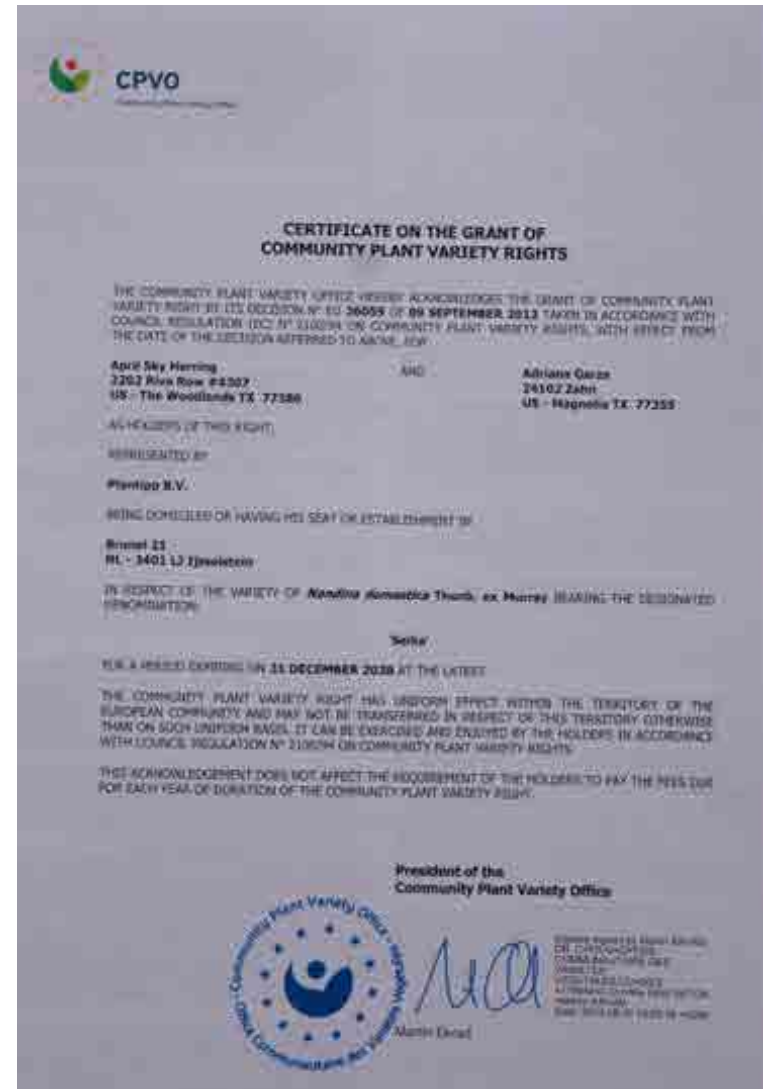 CPVO
CERTIFICATE ON THE GRANT OF
COMMUNITY PLANT VARIETY RIGHTS
THE COMMUNITY PLANT VARIETY OFFICE HEREBY ACKNOWLEDGES THE GRANT OF COMMUNITY PLANT
VARIETY RIGHT BY ITS DECISION N° EU 36055 OF 09 SEPTEMBER 2013 TAKEN IN ACCORDANCE WITH
COUNCIL REGULATION (EC) N° 2100/94 ON COMMUNITY PLANT VARIETY RIGHTS, WITH EFFECT FROM
THE DATE OF THE DECISION REFERRED TO ABOVE, FOR
April Sky Herring AND Adriane Garza
2202 Riva Row #4307 24102 Zahn
US - The Woodlands TX US - Magnolia TX 77355
AS HOLDERS OF THIS RIGHT,
REPRESENTED BY
Plantipp B.V.
BEING DOMICILED OR HAVING HIS SEAT OR ESTABLISHMENT IN
Brunel 21
NL - 3401 LJ Ijsselstein
IN RESPECT OF THE VARIETY OF Nandina domestica Thunb. ex Murray BEARING THE DESIGNATED
DENOMINATION:
FOR A PERIOD EXPIRING ON 31 DECEMBER AT THE LATEST
THE COMMUNITY PLANT VARIETY RIGHT HAS UNIFORM EFFECT WITHIN THE TERRITORY OF THE
EUROPEAN COMMUNITY AND MAY NOT BE TRANSFERRED IN RESPECT OF THIS TERRITORY OTHERWISE
THAN ON SUCH UNIFORM BASIS. IT CAN BE EXERCISED AND ENJOYED BY THE HOLDERS IN ACCORDANCE
WITH COUNCIL REGULATION N° 2100/94 ON COMMUNITY PLANT VARIETY RIGHTS.
THIS ACKNOWLEDGEMENT DOES NOT AFFECT THE REQUIREMENT OF THE HOLDERS TO PAY THE FEES DUE
FOR EACH YEAR OF DURATION OF THE COMMUNITY PLANT VARIETY RIGHT.
President of the
Community Plant Variety Office
Community Plant Variety Office - Office Communautaire des Variétés Végétales
Martin Ekvad